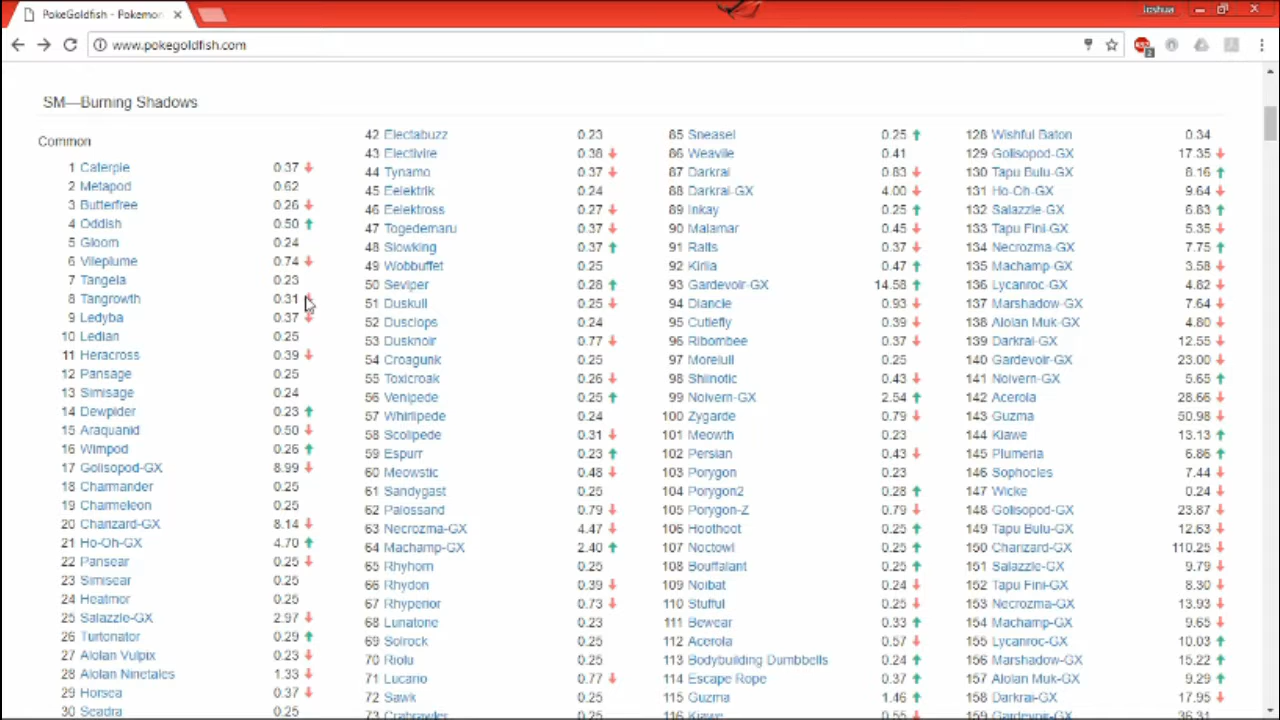 PokeGoldfish - Pokemon
Joshua
www.pokegoldfish.com
2
SM—Burning Shadows
Common
1 Caterpie 0.37
2 Metapod 0.62
3 Butterfree 0.26
4 Oddish 0.50
5 Gloom 0.24
6 Vileplume 0.74
7 Tangela 0.23
8 Tangrowth 0.31
9 Ledyba 0.37
10 Ledian 0.25
11 Heracross 0.39
12 Pansage 0.25
13 Simisage 0.24
14 Dewpider 0.23
15 Araquanid 0.50
16 Wimpod 0.26
17 Golisopod-GX 8.99
18 Charmander 0.25
19 Charmeleon 0.25
20 Charizard-GX 8.14
21 Ho-Oh-GX 4.70
22 Pansear 0.25
23 Simisear 0.25
24 Heatmor 0.25
25 Salazzle-GX 2.97
26 Turtonator 0.29
27 Alolan Vulpix 0.23
28 Alolan Ninetales 1.33
29 Horsea 0.37
30 Seadra 0.25
42 Electabuzz 0.23
43 Electivire 0.38
44 Tynamo 0.37
45 Eelektrik 0.24
46 Eelektross 0.27
47 Togedemaru 0.37
48 Slowking 0.37
49 Wobbuffet 0.25
50 Seviper 0.28
51 Duskull 0.25
52 Dusclops 0.24
53 Dusknoir 0.77
54 Croagunk 0.25
55 Toxicroak 0.26
56 Venipede 0.25
57 Whirlipede 0.24
58 Scolipede 0.31
59 Espurr 0.23
60 Meowstic 0.48
61 Sandygast 0.25
62 Palossand 0.79
63 Necrozma-GX 4.47
64 Machamp-GX 2.40
65 Rhyhorn 0.25
66 Rhydon 0.39
67 Rhyperior 0.73
68 Lunatone 0.23
69 Solrock 0.25
70 Riolu 0.25
71 Lucario 0.77
72 Sawk 0.25
73 Crabrawler 0.25
85 Sneasel 0.25
86 Weavile 0.41
87 Darkrai 0.83
88 Darkrai-GX 4.00
89 Inkay 0.25
90 Malamar 0.45
91 Ralts 0.37
92 Kirlia 0.47
93 Gardevoir-GX 14.58
94 Diancie 0.93
95 Cutiefly 0.39
96 Ribombee 0.37
97 Morelull 0.25
98 Shiinotic 0.43
99 Noivern-GX 2.54
100 Zygarde 0.79
101 Meowth 0.23
102 Persian 0.43
103 Porygon 0.23
104 Porygon2 0.28
105 Porygon-Z 0.79
106 Hoothoot 0.25
107 Noctowl 0.25
108 Bouffalant 0.25
109 Noibat 0.24
110 Stufful 0.25
111 Bewear 0.33
112 Acerola 0.57
113 Bodybuilding Dumbbells 0.24
114 Escape Rope 0.37
115 Guzma 1.46
116 Kiawe 0.55
128 Wishful Baton 0.34
129 Golisopod-GX 17.35
130 Tapu Bulu-GX 8.16
131 Ho-Oh-GX 9.64
132 Salazzle-GX 6.83
133 Tapu Fini-GX 5.35
134 Necrozma-GX 7.75
135 Machamp-GX 3.58
136 Lycanroc-GX 4.82
137 Marshadow-GX 7.64
138 Alolan Muk-GX 4.80
139 Darkrai-GX 12.55
140 Gardevoir-GX 23.00
141 Noivern-GX 5.65
142 Acerola 28.66
143 Guzma 50.98
144 Kiawe 13.13
145 Plumeria 6.86
146 Sophocles 7.44
147 Wicke 0.24
148 Golisopod-GX 23.87
149 Tapu Bulu-GX 12.63
150 Charizard-GX 110.25
151 Salazzle-GX 9.79
152 Tapu Fini-GX 8.30
153 Necrozma-GX 13.93
154 Machamp-GX 9.65
155 Lycanroc-GX 10.03
156 Marshadow-GX 15.22
157 Alolan Muk-GX 9.29
158 Darkrai-GX 17.95
159 Gardevoir-GX 36.31